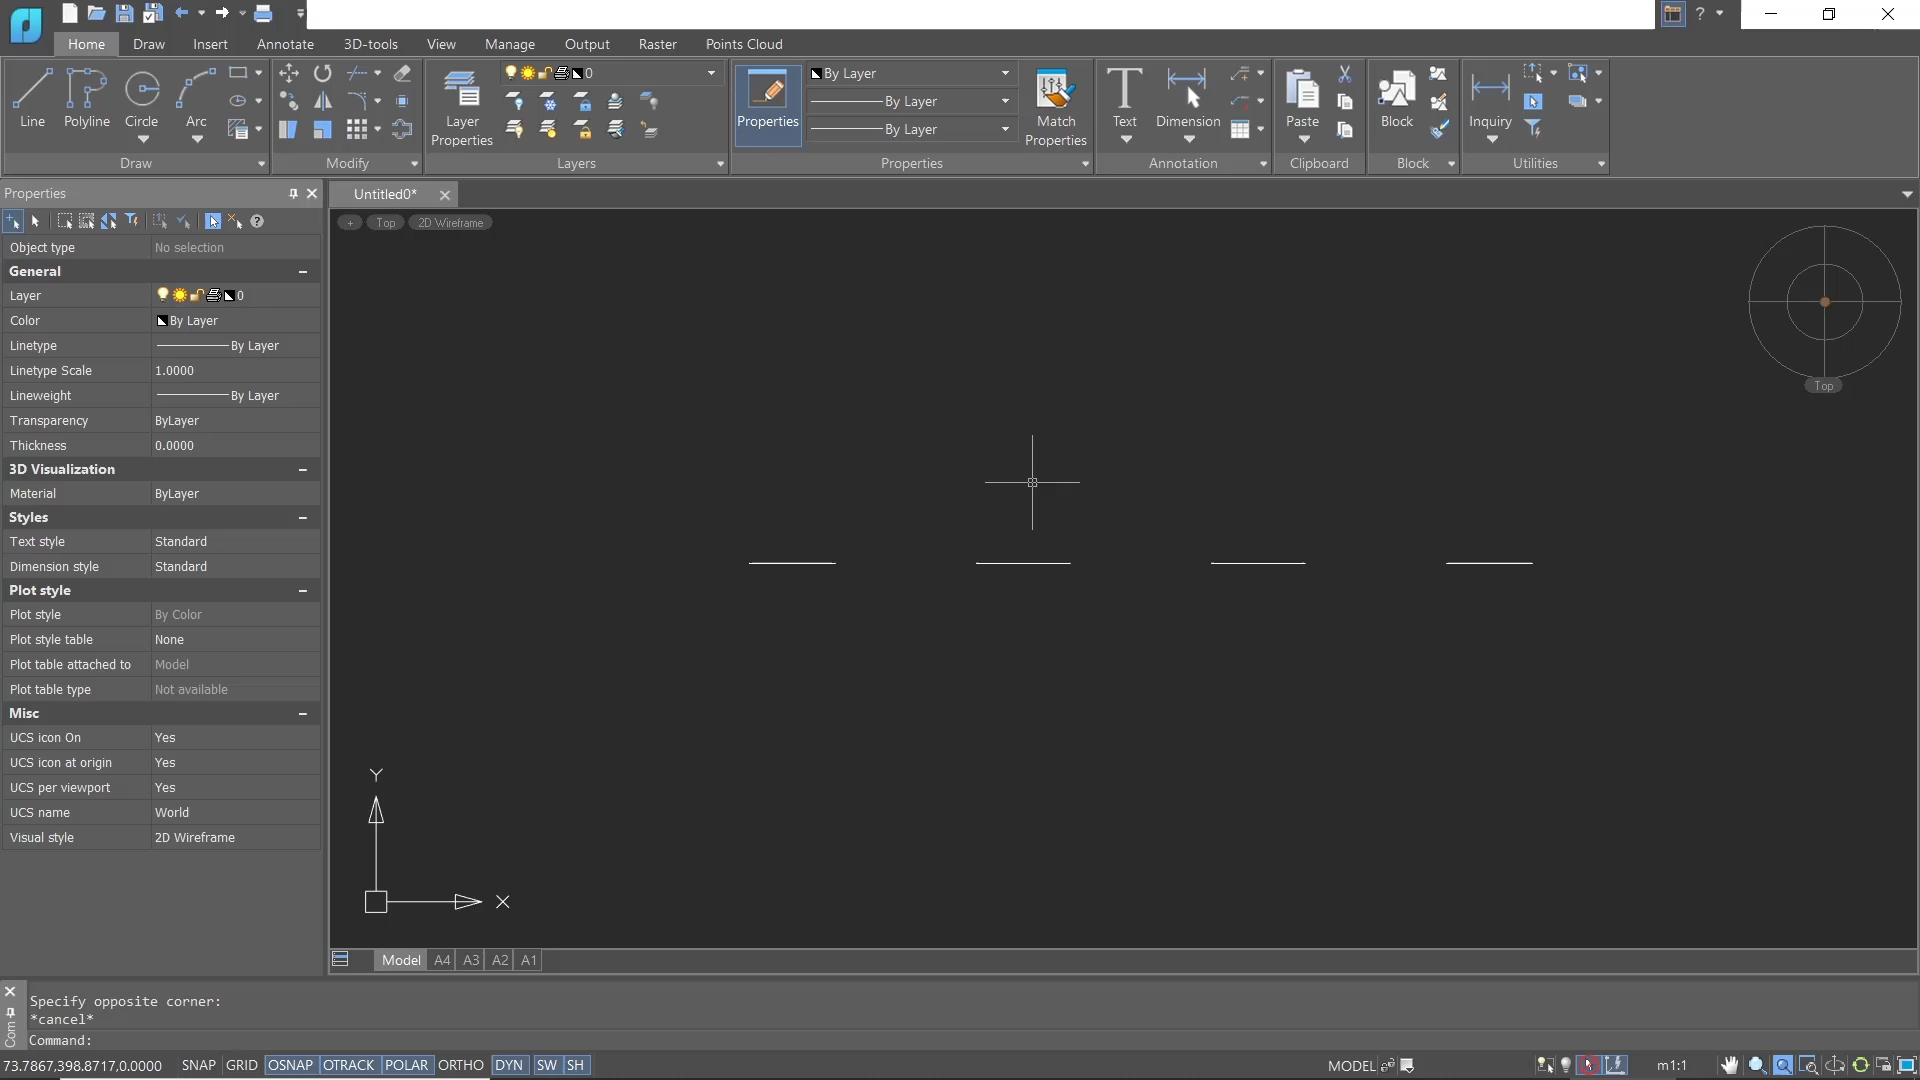 ?
Home Draw Insert Annotate 3D-tools View Manage Output Raster Points Cloud
0 By Layer
By Layer
By Layer
Line Polyline Circle Arc
Layer
Properties
Properties
Match
Properties
Text Dimension Paste Block Inquiry
Draw Modify Layers Properties Annotation Clipboard Block Utilities
Properties
Untitled0*
+ Top 2D Wireframe
Object type No selection
General
Layer 0
Color By Layer
Linetype By Layer
Linetype Scale 1.0000
Lineweight By Layer
Transparency ByLayer
Thickness 0.0000
3D Visualization
Material ByLayer
Styles
Text style Standard
Dimension style Standard
Plot style
Plot style By Color
Plot style table None
Plot table attached to Model
Plot table type Not available
Misc
UCS icon On Yes
UCS icon at origin Yes
UCS per viewport Yes
UCS name World
Visual style 2D Wireframe
Top
Y
X
Model A4 A3 A2 A1
Com
Specify opposite corner:
*cancel*
Command:
73.7867,398.8717,0.0000 SNAP GRID OSNAP OTRACK POLAR ORTHO DYN SW SH MODEL m1:1